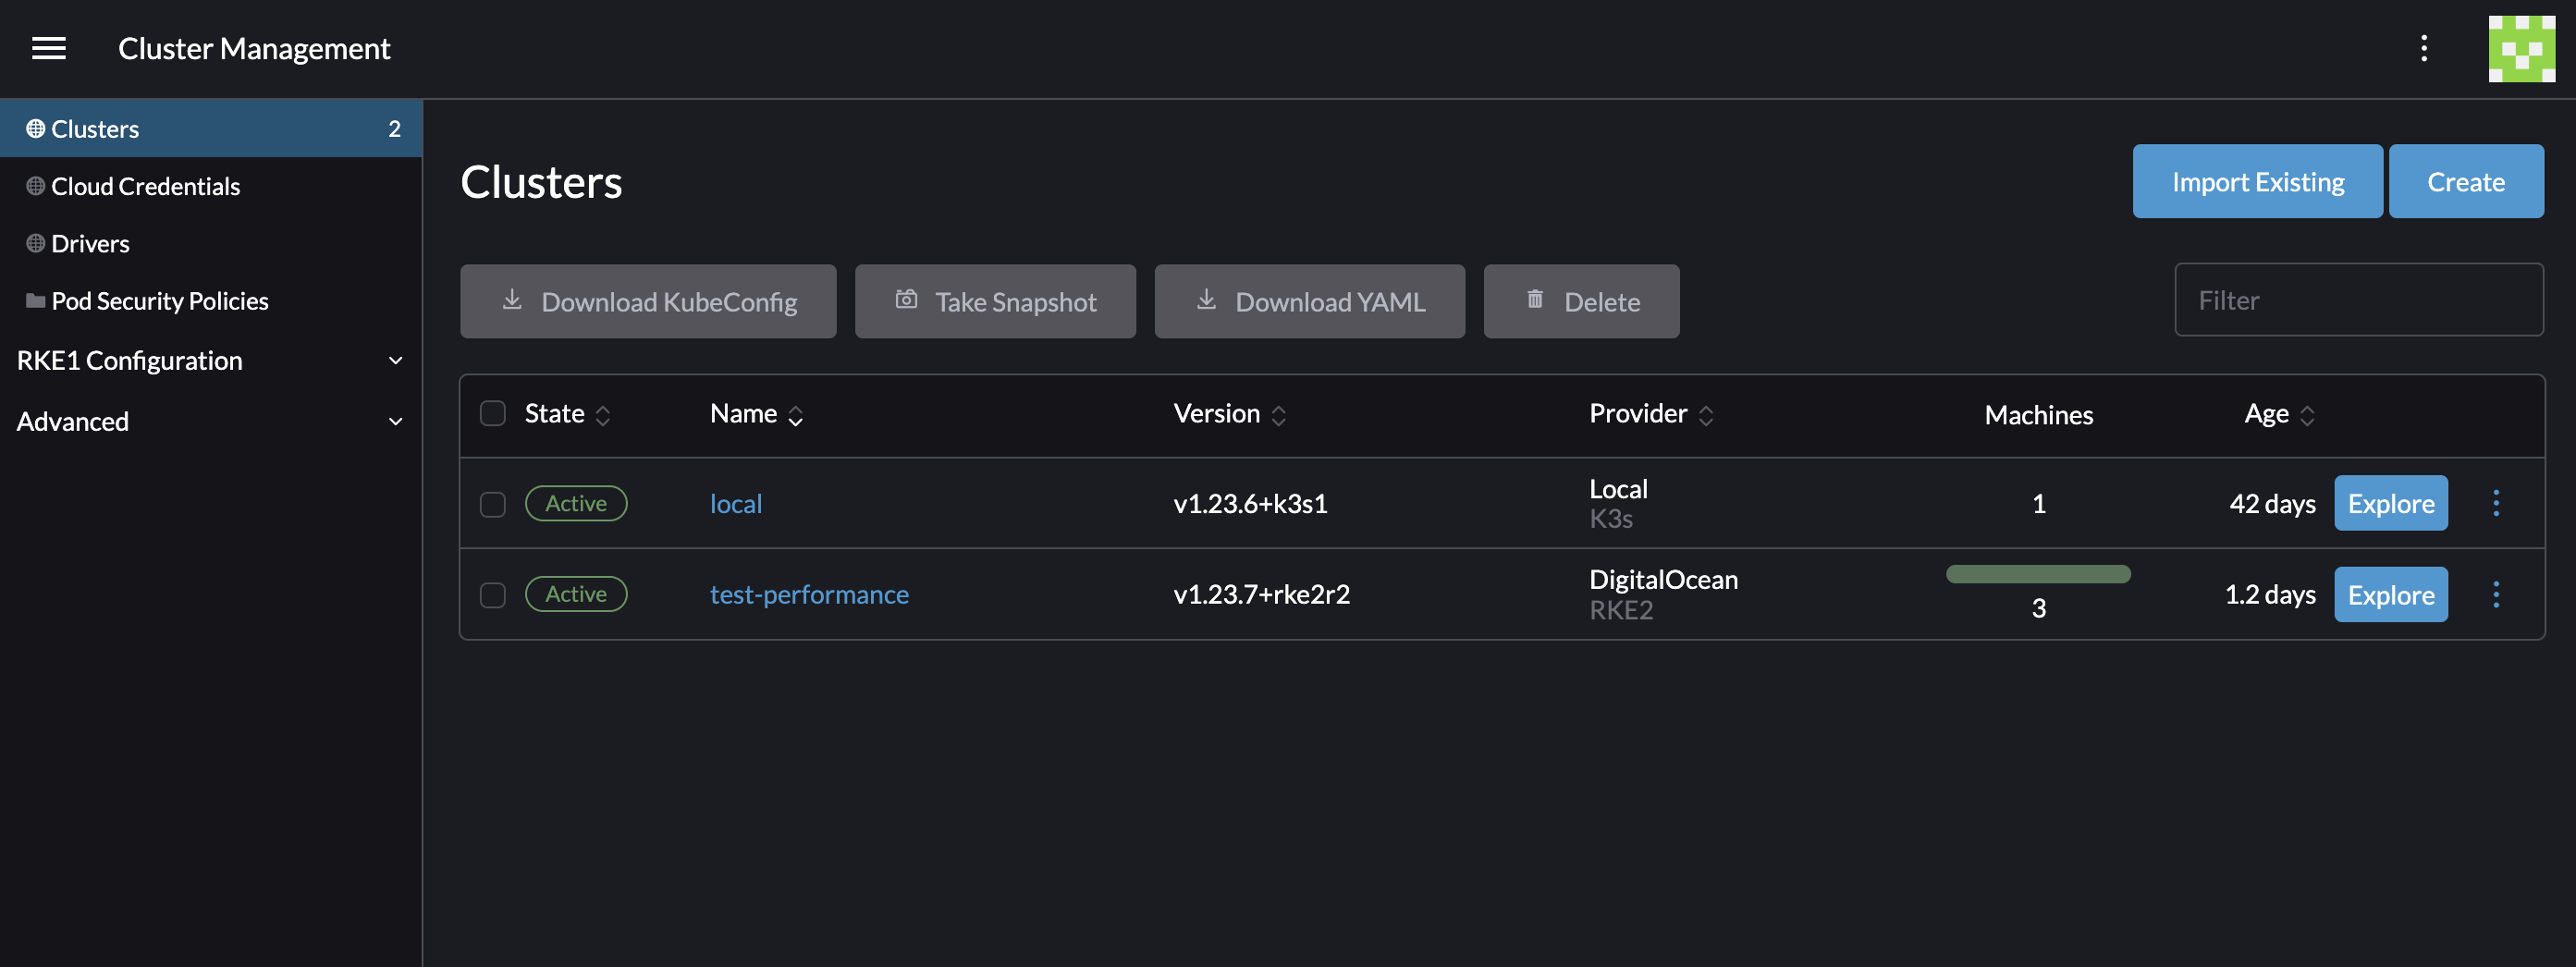 Cluster Management
Clusters 2
Cloud Credentials
Drivers
Pod Security Policies
RKE1 Configuration
Advanced
Clusters
Import Existing Create
Download KubeConfig Take Snapshot Download YAML Delete Filter
State Name Version Provider Machines Age
Active local v1.23.6+k3s1 Local 1 42 days Explore
K3s
Active test-performance v1.23.7+rke2r2 DigitalOcean 3 1.2 days Explore
RKE2